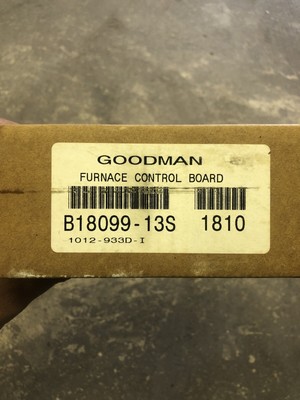 GOODMAN
FURNACE CONTROL BOARD
B18099-13S 1810
1012-933D-I